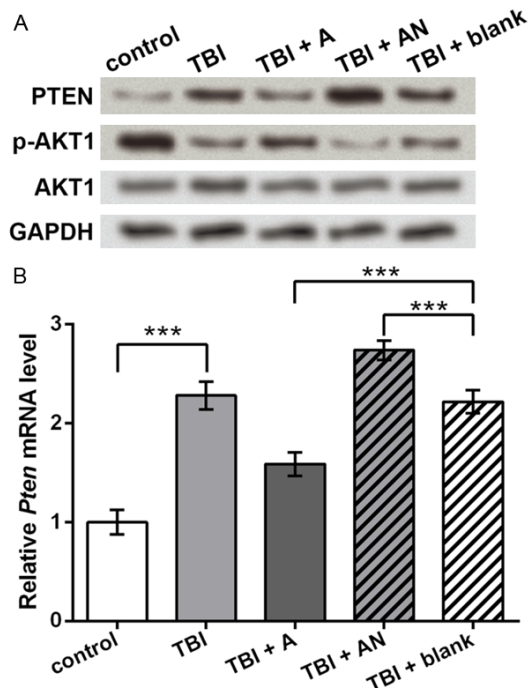 A
control TBI TBI + A TBI + AN TBI + blank
PTEN
p-AKT1
AKT1
GAPDH
B
***
***
***
Relative Pten mRNA level
3
2
1
0
control TBI TBI + A TBI + AN TBI + blank